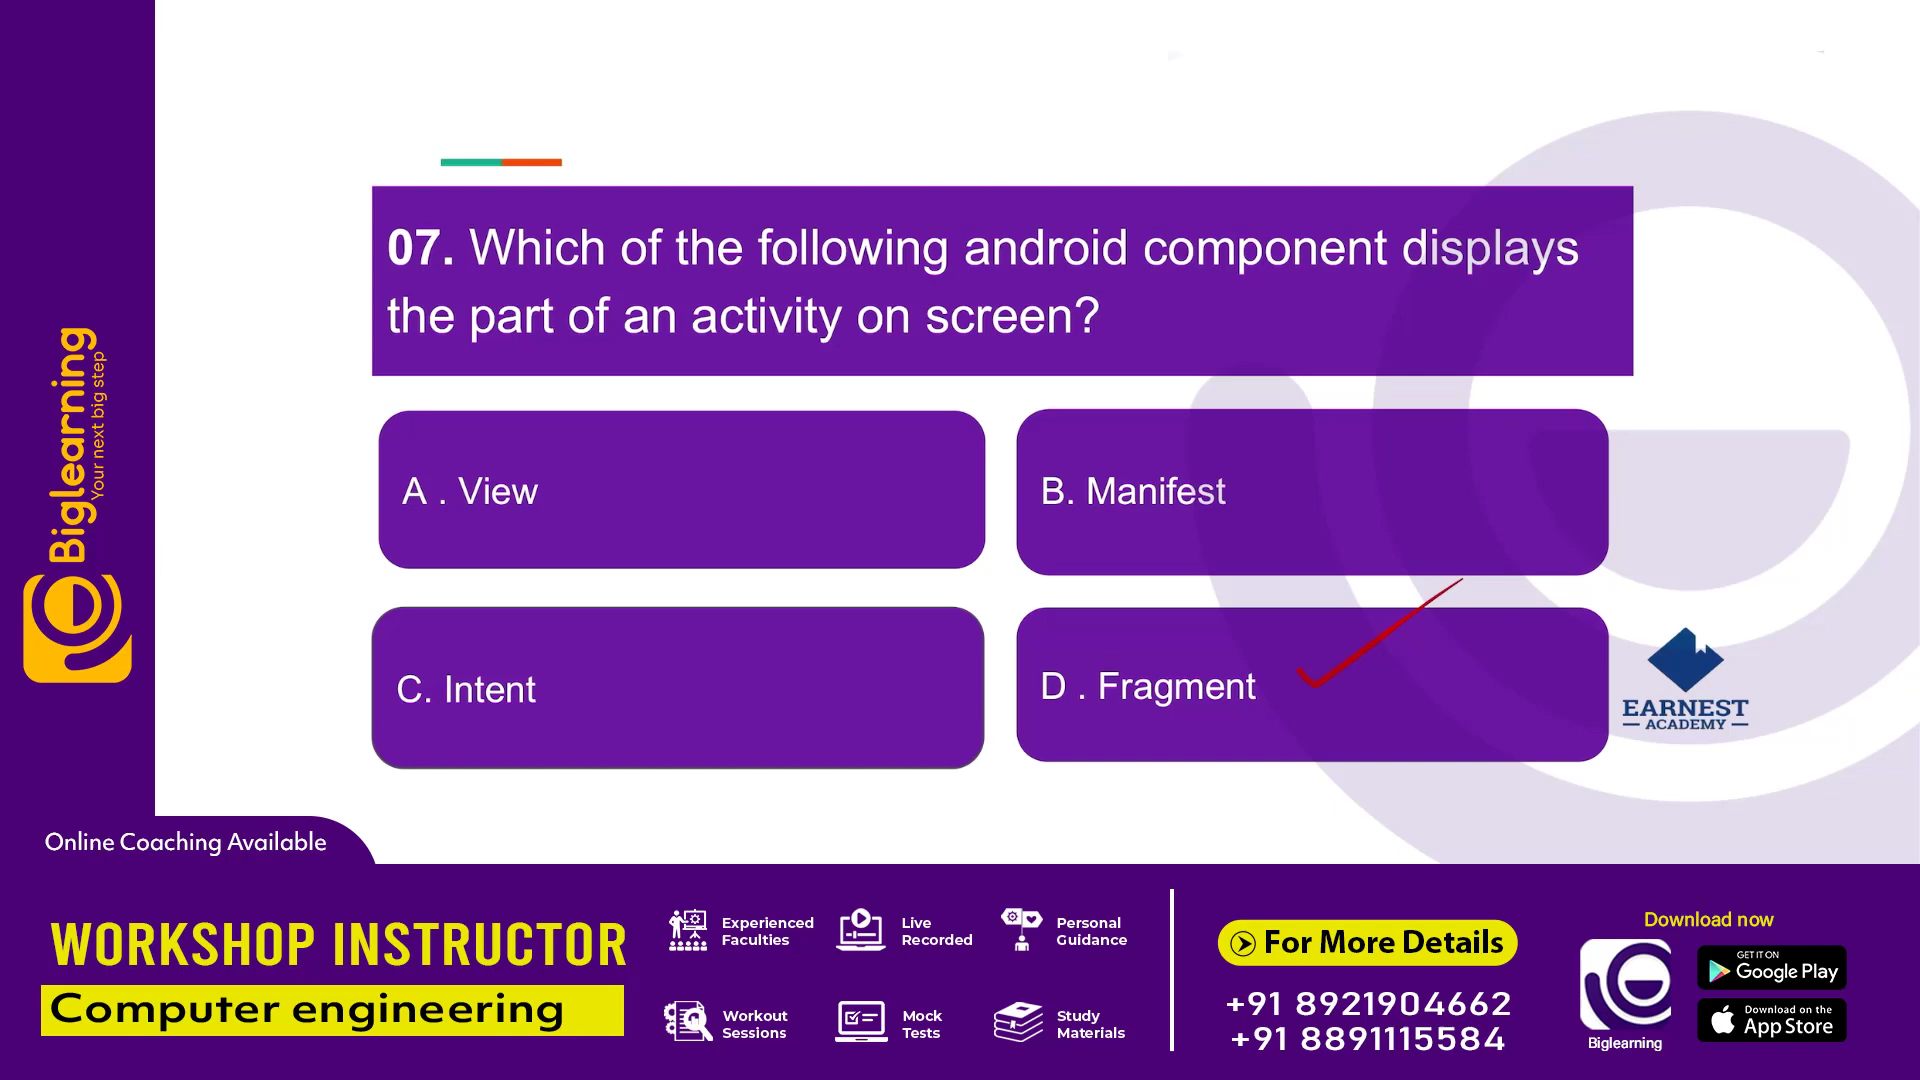 07. Which of the following android component displays
the part of an activity on screen?
A . View
B. Manifest
C. Intent
D . Fragment
Biglearning
Your next big step
EARNEST
ACADEMY
Online Coaching Available
WORKSHOP INSTRUCTOR
Computer engineering
Experienced
Faculties
Live
Recorded
Personal
Guidance
Workout
Sessions
Mock
Tests
Study
Materials
For More Details
+91 8921904662
+91 8891115584
Download now
Biglearning
GET IT ON
Google Play
Download on the
App Store